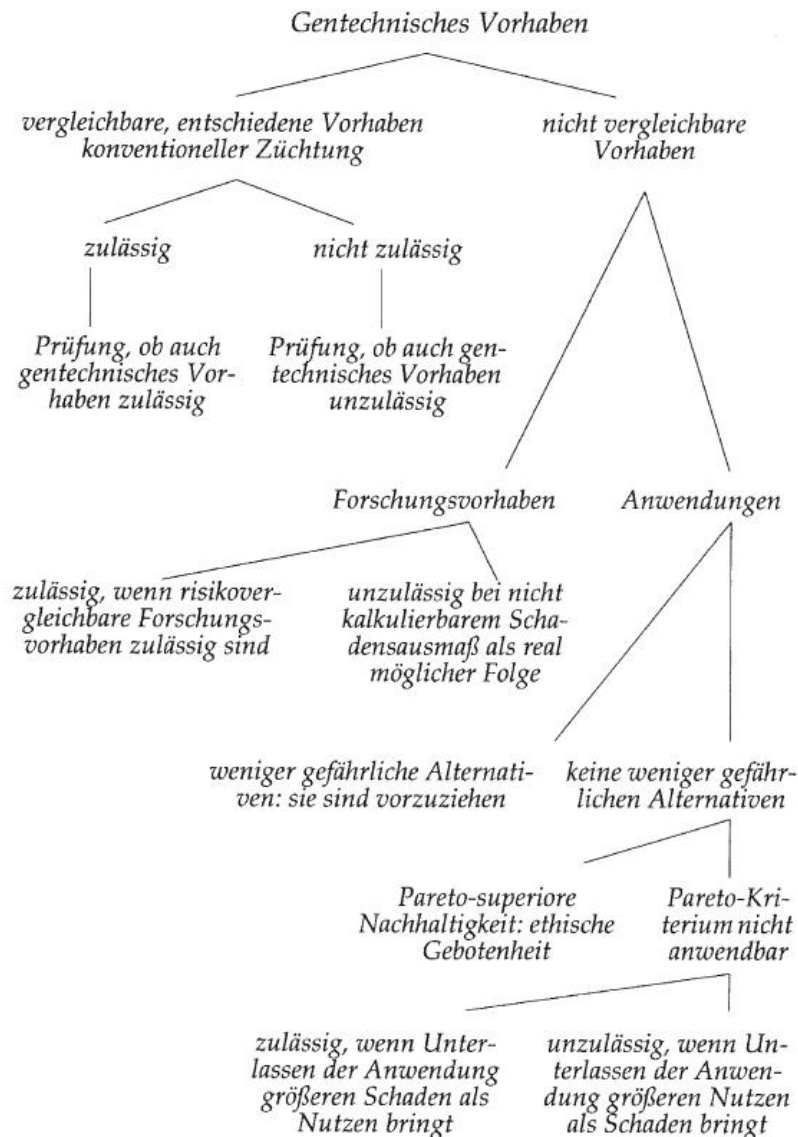 Gentechnisches Vorhaben
vergleichbare, entschiedene Vorhaben
konventioneller Züchtung
nicht vergleichbare
Vorhaben
zulässig
nicht zulässig
Prüfung, ob auch
gentechnisches Vor-
haben zulässig
Prüfung, ob auch gen-
technisches Vorhaben
unzulässig
Forschungsvorhaben
Anwendungen
zulässig, wenn risikover-
gleichbare Forschungs-
vorhaben zulässig sind
unzulässig bei nicht
kalkulierbarem Scha-
densausmaß als real
möglicher Folge
weniger gefährliche Alternati-
ven: sie sind vorzuziehen
keine weniger gefähr-
lichen Alternativen
Pareto-superiore
Nachhaltigkeit: ethische
Gebotenheit
Pareto-Kri-
terium nicht
anwendbar
zulässig, wenn Unter-
lassen der Anwendung
größeren Schaden als
Nutzen bringt
unzulässig, wenn Un-
terlassen der Anwen-
dung größeren Nutzen
als Schaden bringt